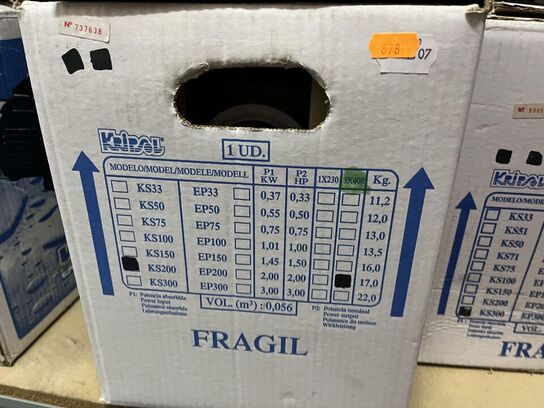 Nº 737638
878
07
Kripsol
1 UD.
MODELO/MODEL/MODELE/MODELL P1 KW P2 HP 1X230 3X400 Kg.
KS33 EP33 0,37 0,33 11,2
KS50 EP50 0,55 0,50 12,0
KS75 EP75 0,75 0,75 13,0
KS100 EP100 1,01 1,00 13,5
KS150 EP150 1,45 1,50 16,0
KS200 EP200 2,00 2,00 17,0
KS300 EP300 3,00 3,00 22,0
P1: Potencia absorbida
Power input
Puissance absorbée
Leistungsaufnahme
VOL. (m³) : 0,056
P2: Potencia nominal
Power output
Puissance du moteur
Wirkleistung
FRAGIL
Kripsol
MODELO/MODEL
KS33
KS51
KS50
KS71
KS75
KS100
KS150
KS200
KS300
FRAG